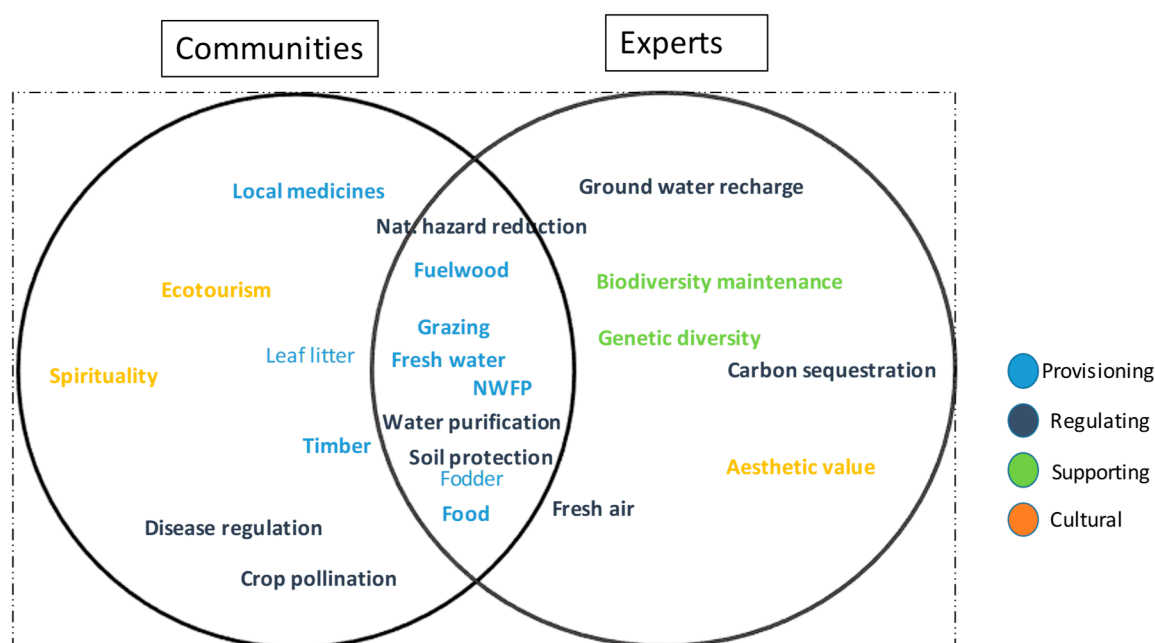 Communities
Experts
Local medicines
Ground water recharge
Nat. hazard reduction
Fuelwood
Biodiversity maintenance
Ecotourism
Grazing
Genetic diversity
Leaf litter
Fresh water
Carbon sequestration
Spirituality
NWFP
Water purification
Timber
Soil protection
Aesthetic value
Fodder
Food
Fresh air
Disease regulation
Crop pollination
Provisioning
Regulating
Supporting
Cultural